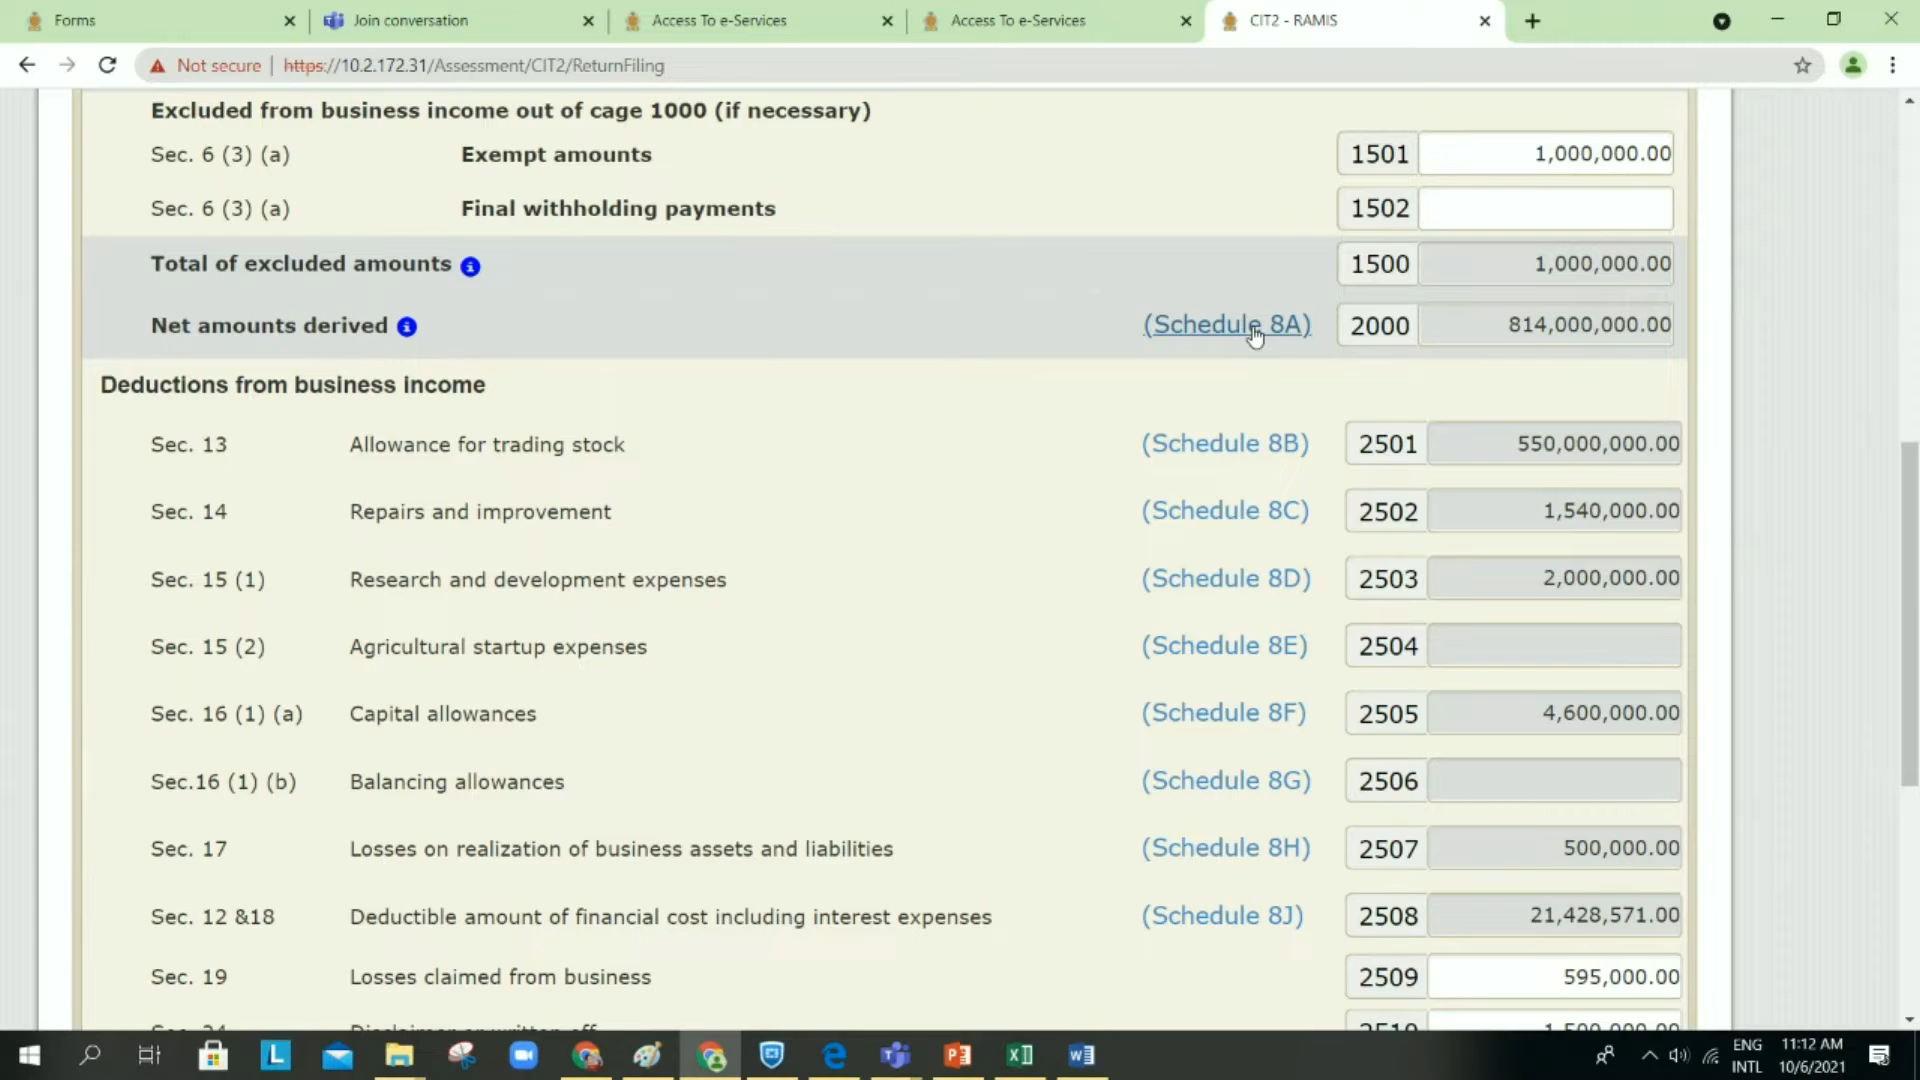 Forms
Join conversation
Access To e-Services
Access To e-Services
CIT2 - RAMIS
Not secure | https://10.2.172.31/Assessment/CIT2/ReturnFiling
Excluded from business income out of cage 1000 (if necessary)
Sec. 6 (3) (a) Exempt amounts 1501 1,000,000.00
Sec. 6 (3) (a) Final withholding payments 1502
Total of excluded amounts 1500 1,000,000.00
Net amounts derived (Schedule 8A) 2000 814,000,000.00
Deductions from business income
Sec. 13 Allowance for trading stock (Schedule 8B) 2501 550,000,000.00
Sec. 14 Repairs and improvement (Schedule 8C) 2502 1,540,000.00
Sec. 15 (1) Research and development expenses (Schedule 8D) 2503 2,000,000.00
Sec. 15 (2) Agricultural startup expenses (Schedule 8E) 2504
Sec. 16 (1) (a) Capital allowances (Schedule 8F) 2505 4,600,000.00
Sec.16 (1) (b) Balancing allowances (Schedule 8G) 2506
Sec. 17 Losses on realization of business assets and liabilities (Schedule 8H) 2507 500,000.00
Sec. 12 &18 Deductible amount of financial cost including interest expenses (Schedule 8J) 2508 21,428,571.00
Sec. 19 Losses claimed from business 2509 595,000.00
ENG 11:12 AM
INTL 10/6/2021